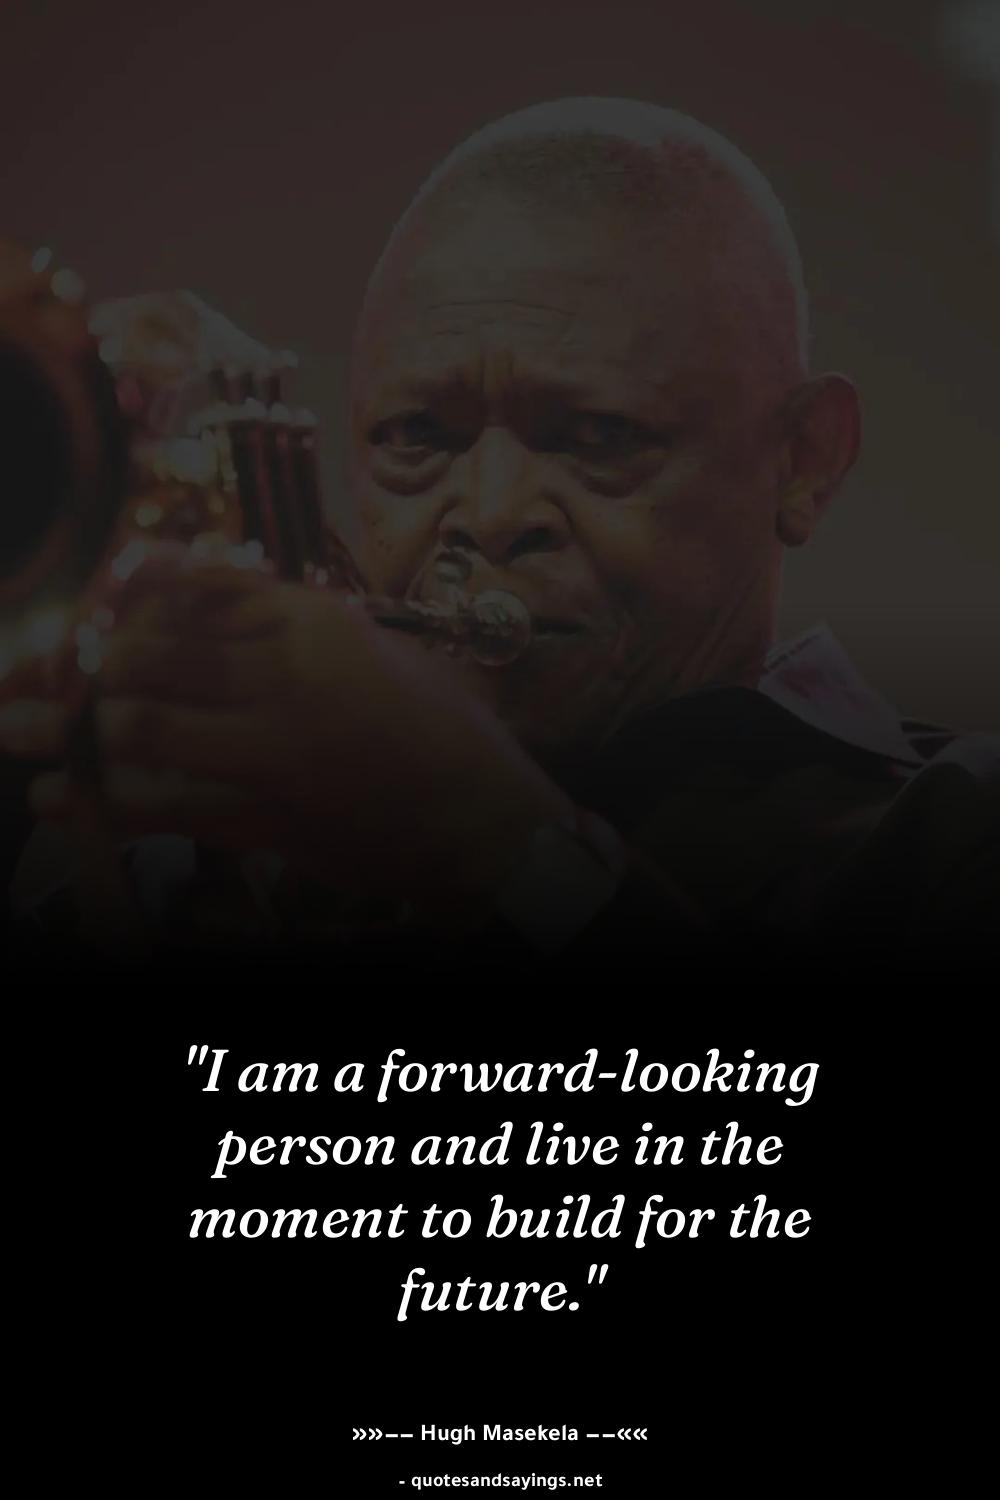 "I am a forward-looking
person and live in the
moment to build for the
future."
»»–– Hugh Masekela ––««
- quotesandsayings.net